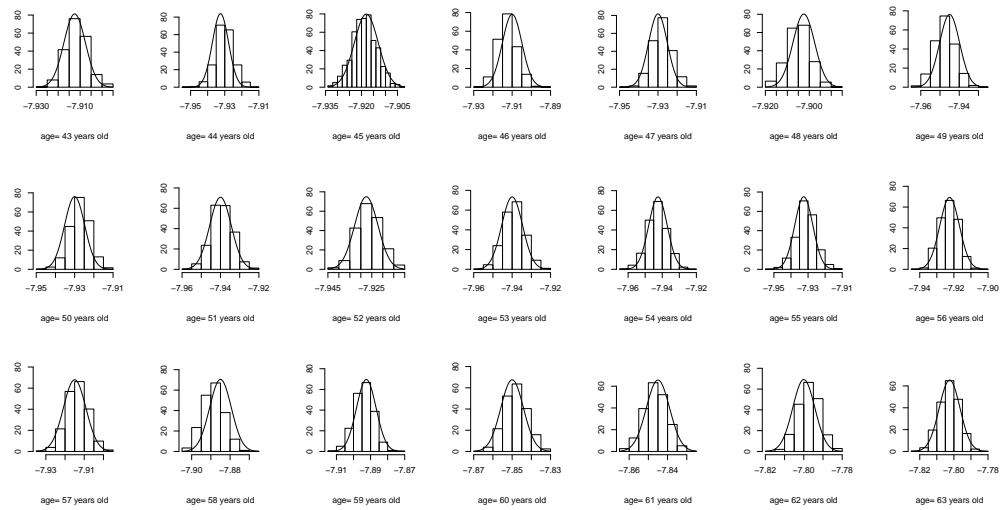 0 20 40 60 80
−7.930 −7.910
age= 43 years old
0 20 40 60 80
−7.95 −7.93 −7.91
age= 44 years old
0 20 40 60 80
−7.935 −7.920 −7.905
age= 45 years old
0 20 40 60 80
−7.93 −7.91 −7.89
age= 46 years old
0 20 40 60 80
−7.95 −7.93 −7.91
age= 47 years old
0 20 40 60 80
−7.920 −7.900
age= 48 years old
0 20 40 60 80
−7.96 −7.94
age= 49 years old
0 20 40 60 80
−7.95 −7.93 −7.91
age= 50 years old
0 20 40 60 80
−7.96 −7.94 −7.92
age= 51 years old
0 20 40 60 80
−7.945 −7.925
age= 52 years old
0 20 40 60 80
−7.96 −7.94 −7.92
age= 53 years old
0 20 40 60 80
−7.96 −7.94 −7.92
age= 54 years old
0 20 40 60 80
−7.95 −7.93 −7.91
age= 55 years old
0 20 40 60 80
−7.94 −7.92 −7.90
age= 56 years old
0 20 40 60 80
−7.93 −7.91
age= 57 years old
0 20 40 60 80
−7.90 −7.88
age= 58 years old
0 20 40 60 80
−7.91 −7.89 −7.87
age= 59 years old
0 20 40 60 80
−7.87 −7.85 −7.83
age= 60 years old
0 20 40 60
−7.86 −7.84
age= 61 years old
0 20 40 60 80
−7.82 −7.80 −7.78
age= 62 years old
0 20 40 60
−7.82 −7.80 −7.78
age= 63 years old